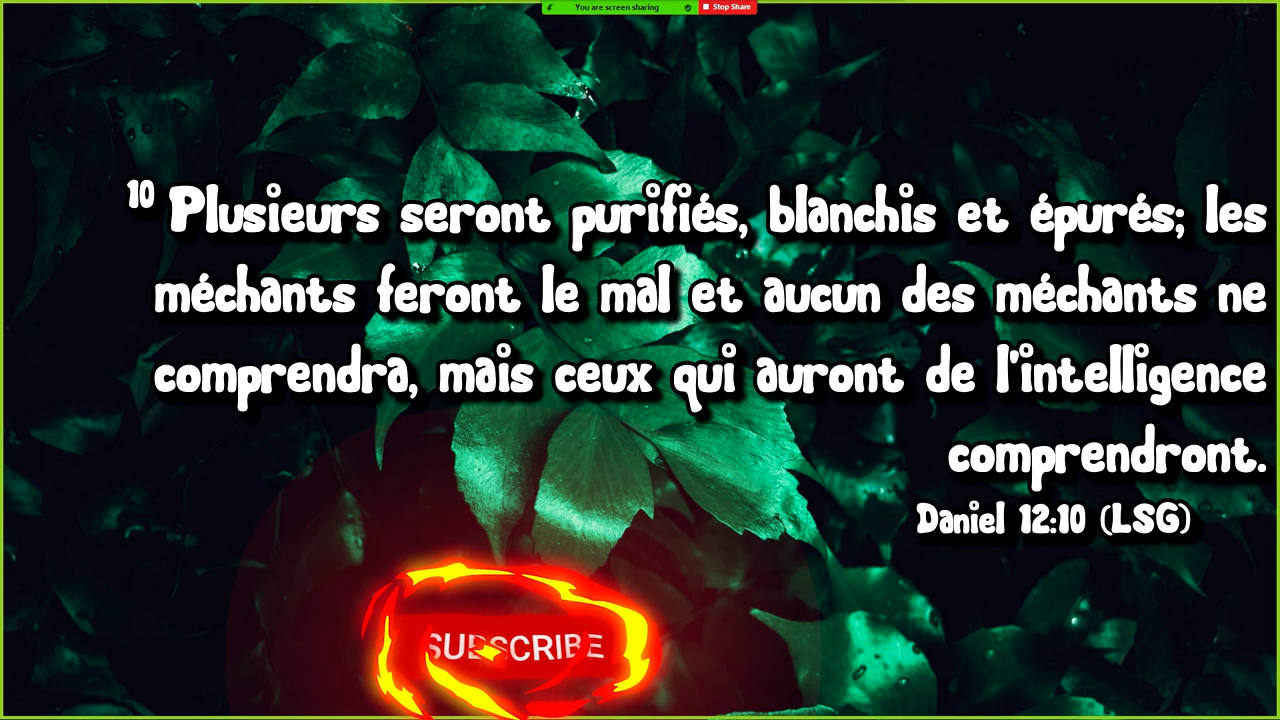 You are screen sharing Stop Share
10 Plusieurs seront purifiés, blanchis et épurés; les
méchants feront le mal et aucun des méchants ne
comprendra, mais ceux qui auront de l'intelligence
comprendront.
Daniel 12:10 (LSG)
SUBSCRIBE